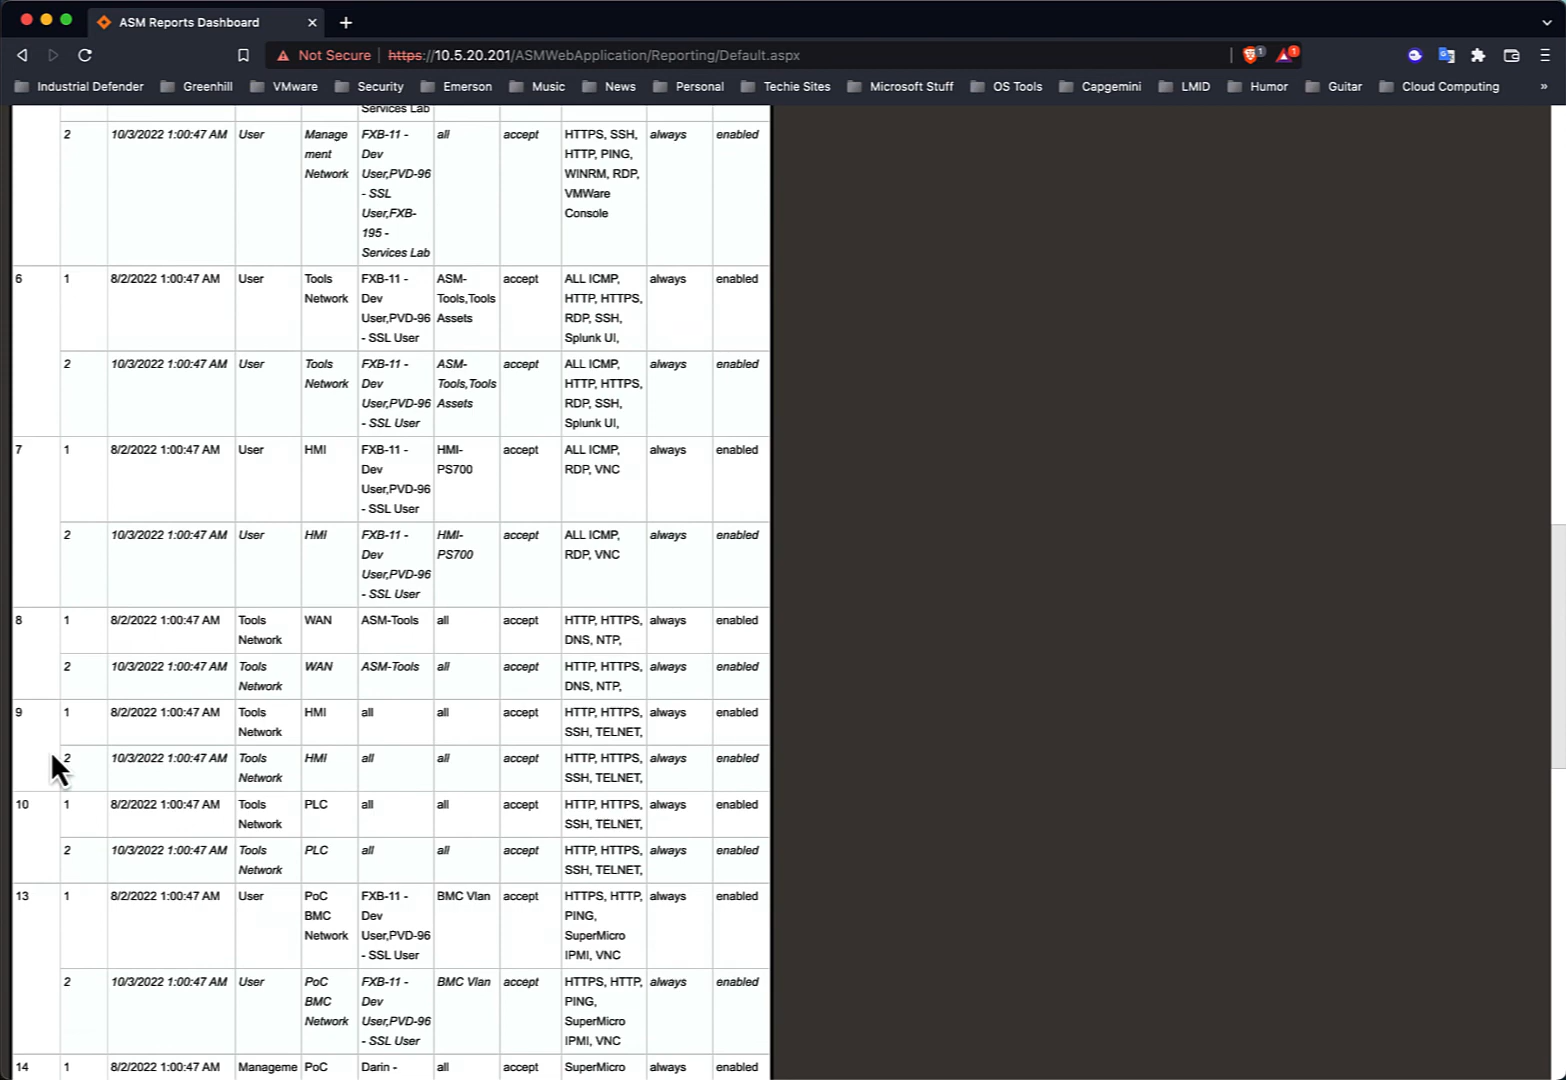 ASM Reports Dashboard
Not Secure https://10.5.20.201/ASMWebApplication/Reporting/Default.aspx 1 1
Industrial Defender Greenhill VMware Security Emerson Music News Personal Techie Sites Microsoft Stuff OS Tools Capgemini LMID Humor Guitar Cloud Computing »
Services Lab
2 10/3/2022 1:00:47 AM User Manage FXB-11 - all accept HTTPS, SSH, always enabled
ment Dev HTTP, PING,
Network User,PVD-96 WINRM, RDP,
- SSL VMWare
User,FXB- Console
195 -
Services Lab
6 1 8/2/2022 1:00:47 AM User Tools FXB-11 - ASM- accept ALL ICMP, always enabled
Network Dev Tools,Tools HTTP, HTTPS,
User,PVD-96 Assets RDP, SSH,
- SSL User Splunk UI,
2 10/3/2022 1:00:47 AM User Tools FXB-11 - ASM- accept ALL ICMP, always enabled
Network Dev Tools,Tools HTTP, HTTPS,
User,PVD-96 Assets RDP, SSH,
- SSL User Splunk UI,
7 1 8/2/2022 1:00:47 AM User HMI FXB-11 - HMI- accept ALL ICMP, always enabled
Dev PS700 RDP, VNC
User,PVD-96
- SSL User
2 10/3/2022 1:00:47 AM User HMI FXB-11 - HMI- accept ALL ICMP, always enabled
Dev PS700 RDP, VNC
User,PVD-96
- SSL User
8 1 8/2/2022 1:00:47 AM Tools WAN ASM-Tools all accept HTTP, HTTPS, always enabled
Network DNS, NTP,
2 10/3/2022 1:00:47 AM Tools WAN ASM-Tools all accept HTTP, HTTPS, always enabled
Network DNS, NTP,
9 1 8/2/2022 1:00:47 AM Tools HMI all all accept HTTP, HTTPS, always enabled
Network SSH, TELNET,
2 10/3/2022 1:00:47 AM Tools HMI all all accept HTTP, HTTPS, always enabled
Network SSH, TELNET,
10 1 8/2/2022 1:00:47 AM Tools PLC all all accept HTTP, HTTPS, always enabled
Network SSH, TELNET,
2 10/3/2022 1:00:47 AM Tools PLC all all accept HTTP, HTTPS, always enabled
Network SSH, TELNET,
13 1 8/2/2022 1:00:47 AM User PoC FXB-11 - BMC Vlan accept HTTPS, HTTP, always enabled
BMC Dev PING,
Network User,PVD-96 SuperMicro
- SSL User IPMI, VNC
2 10/3/2022 1:00:47 AM User PoC FXB-11 - BMC Vlan accept HTTPS, HTTP, always enabled
BMC Dev PING,
Network User,PVD-96 SuperMicro
- SSL User IPMI, VNC
14 1 8/2/2022 1:00:47 AM Manageme PoC Darin - all accept SuperMicro always enabled